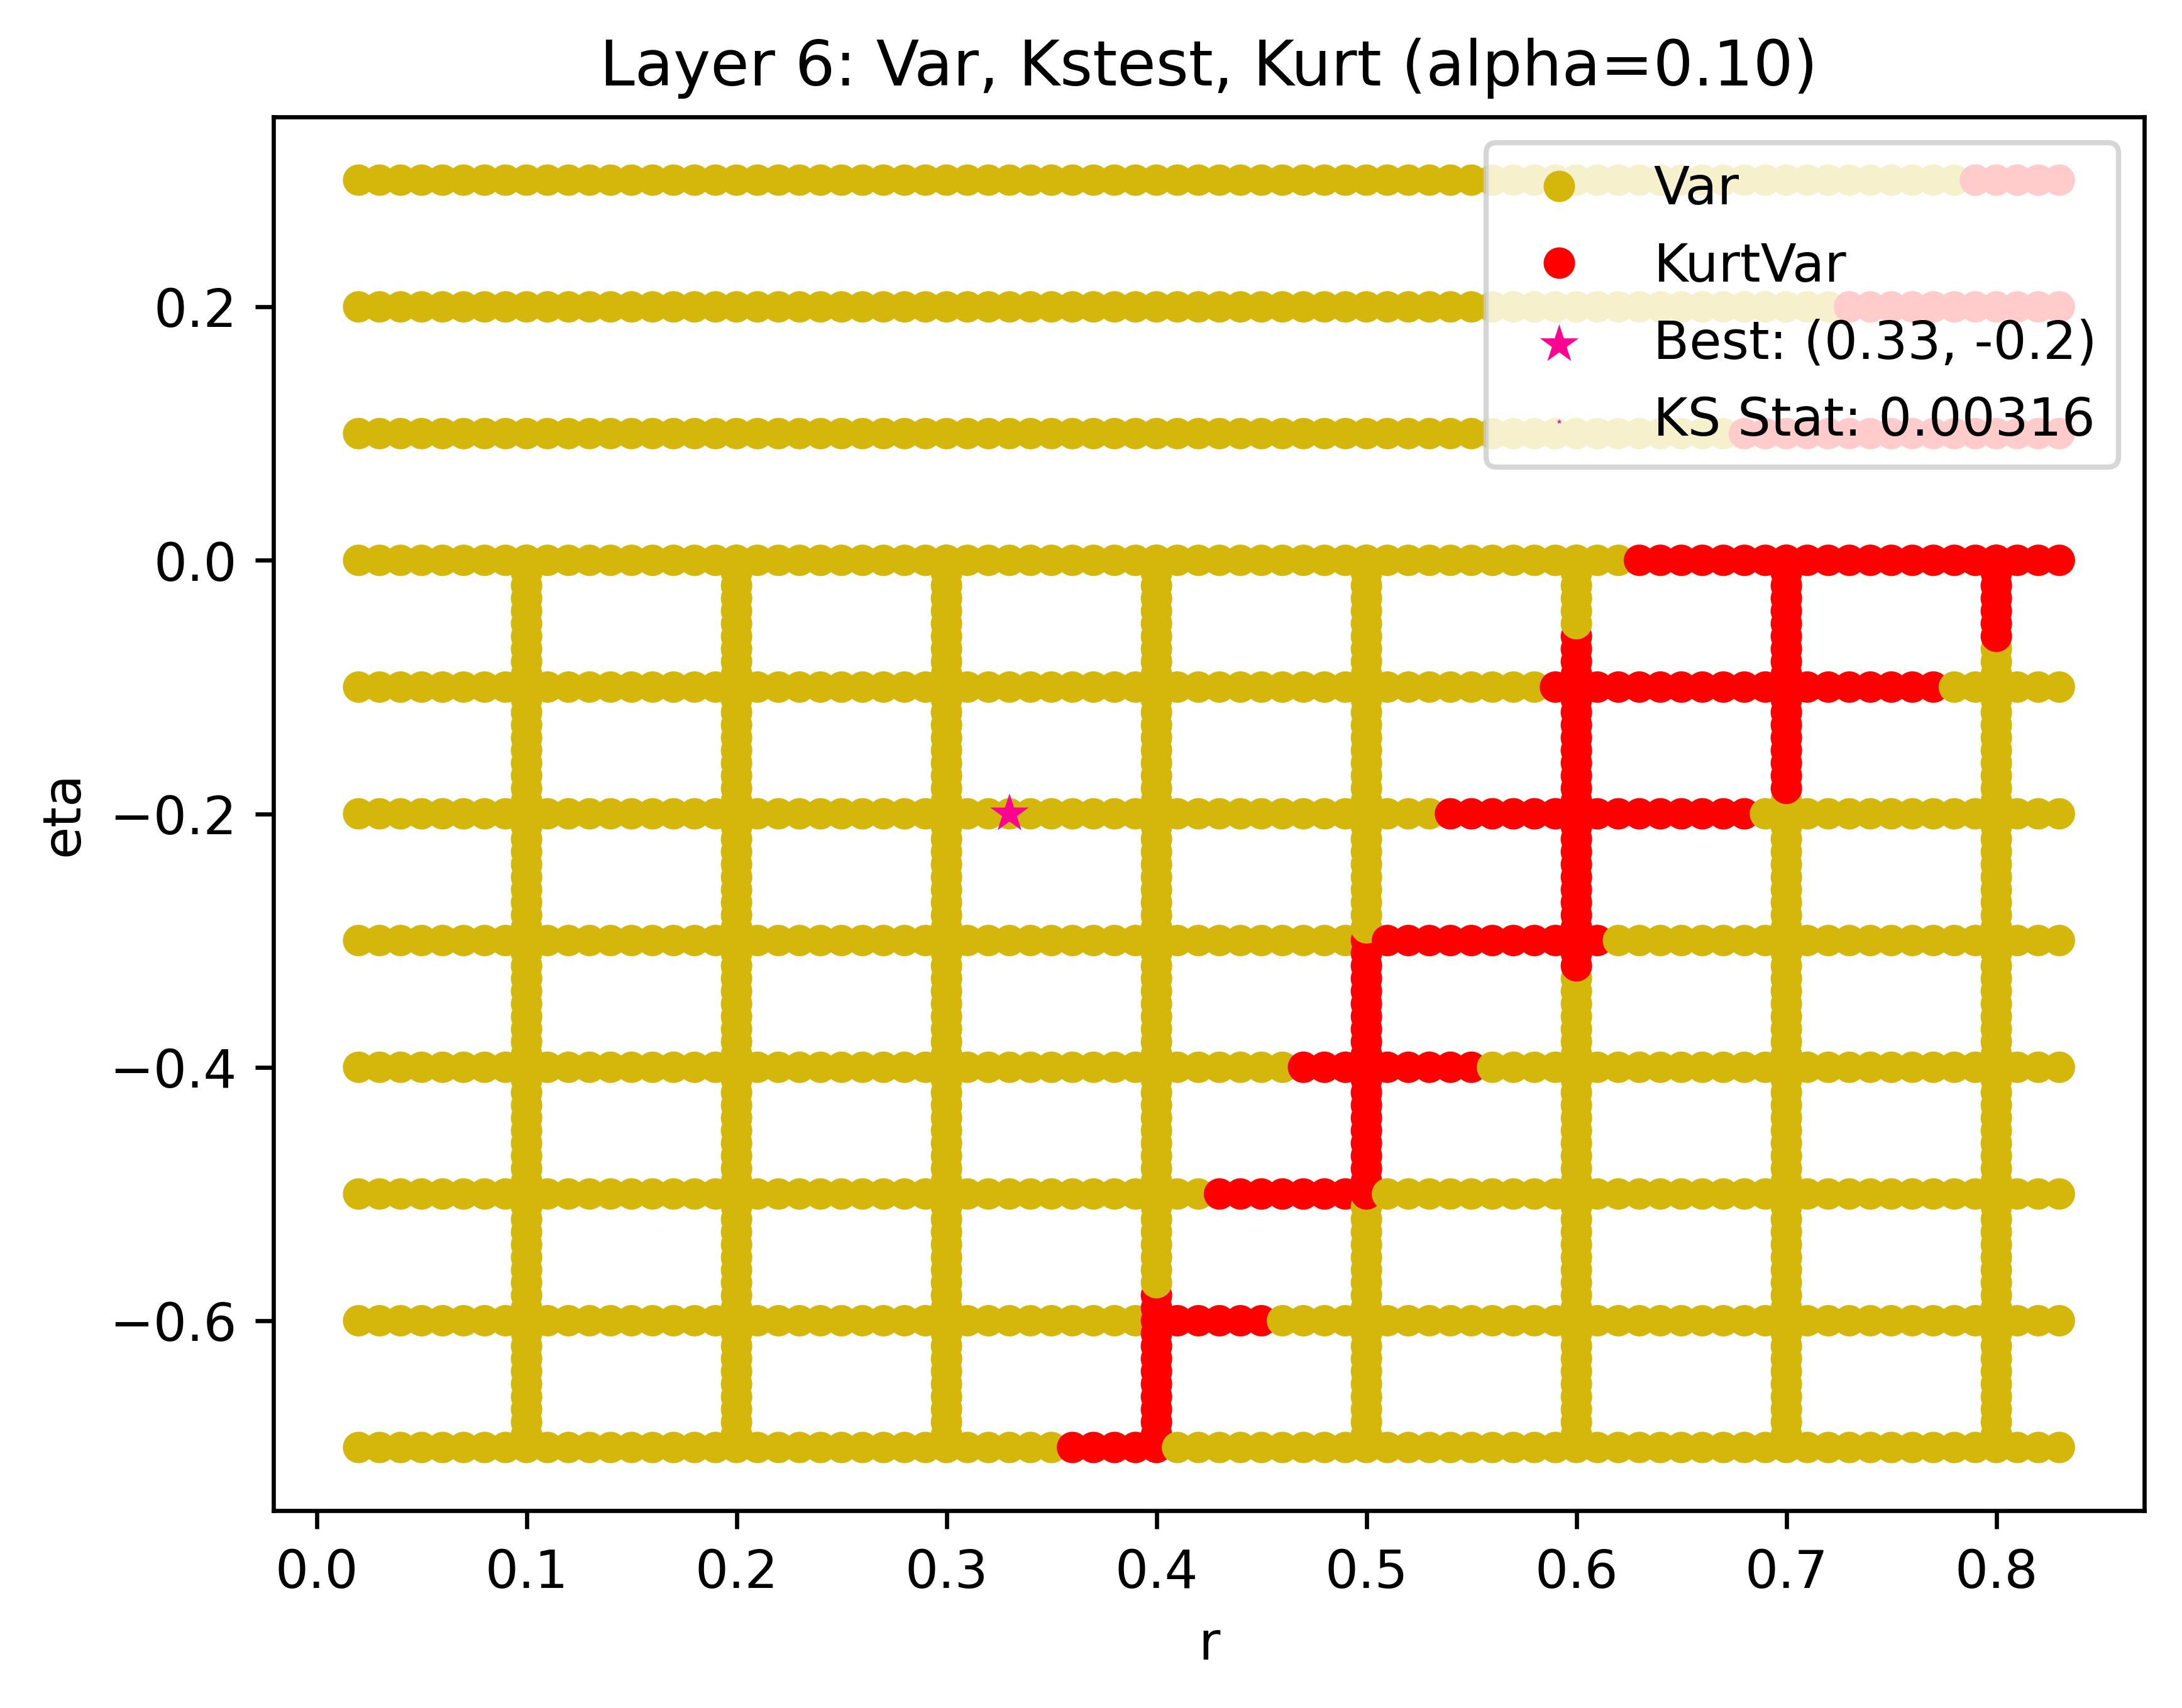 Layer 6: Var, Kstest, Kurt (alpha=0.10)
Var
KurtVar
Best: (0.33, -0.2)
KS Stat: 0.00316
eta
0.2
0.0
−0.2
−0.4
−0.6
0.0 0.1 0.2 0.3 0.4 0.5 0.6 0.7 0.8
r